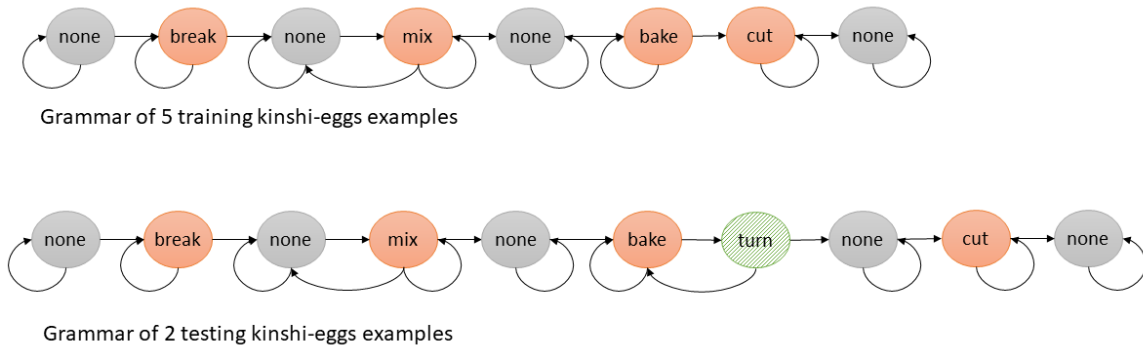 none break none mix none bake cut none
Grammar of 5 training kinshi-eggs examples
none break none mix none bake turn none cut none
Grammar of 2 testing kinshi-eggs examples